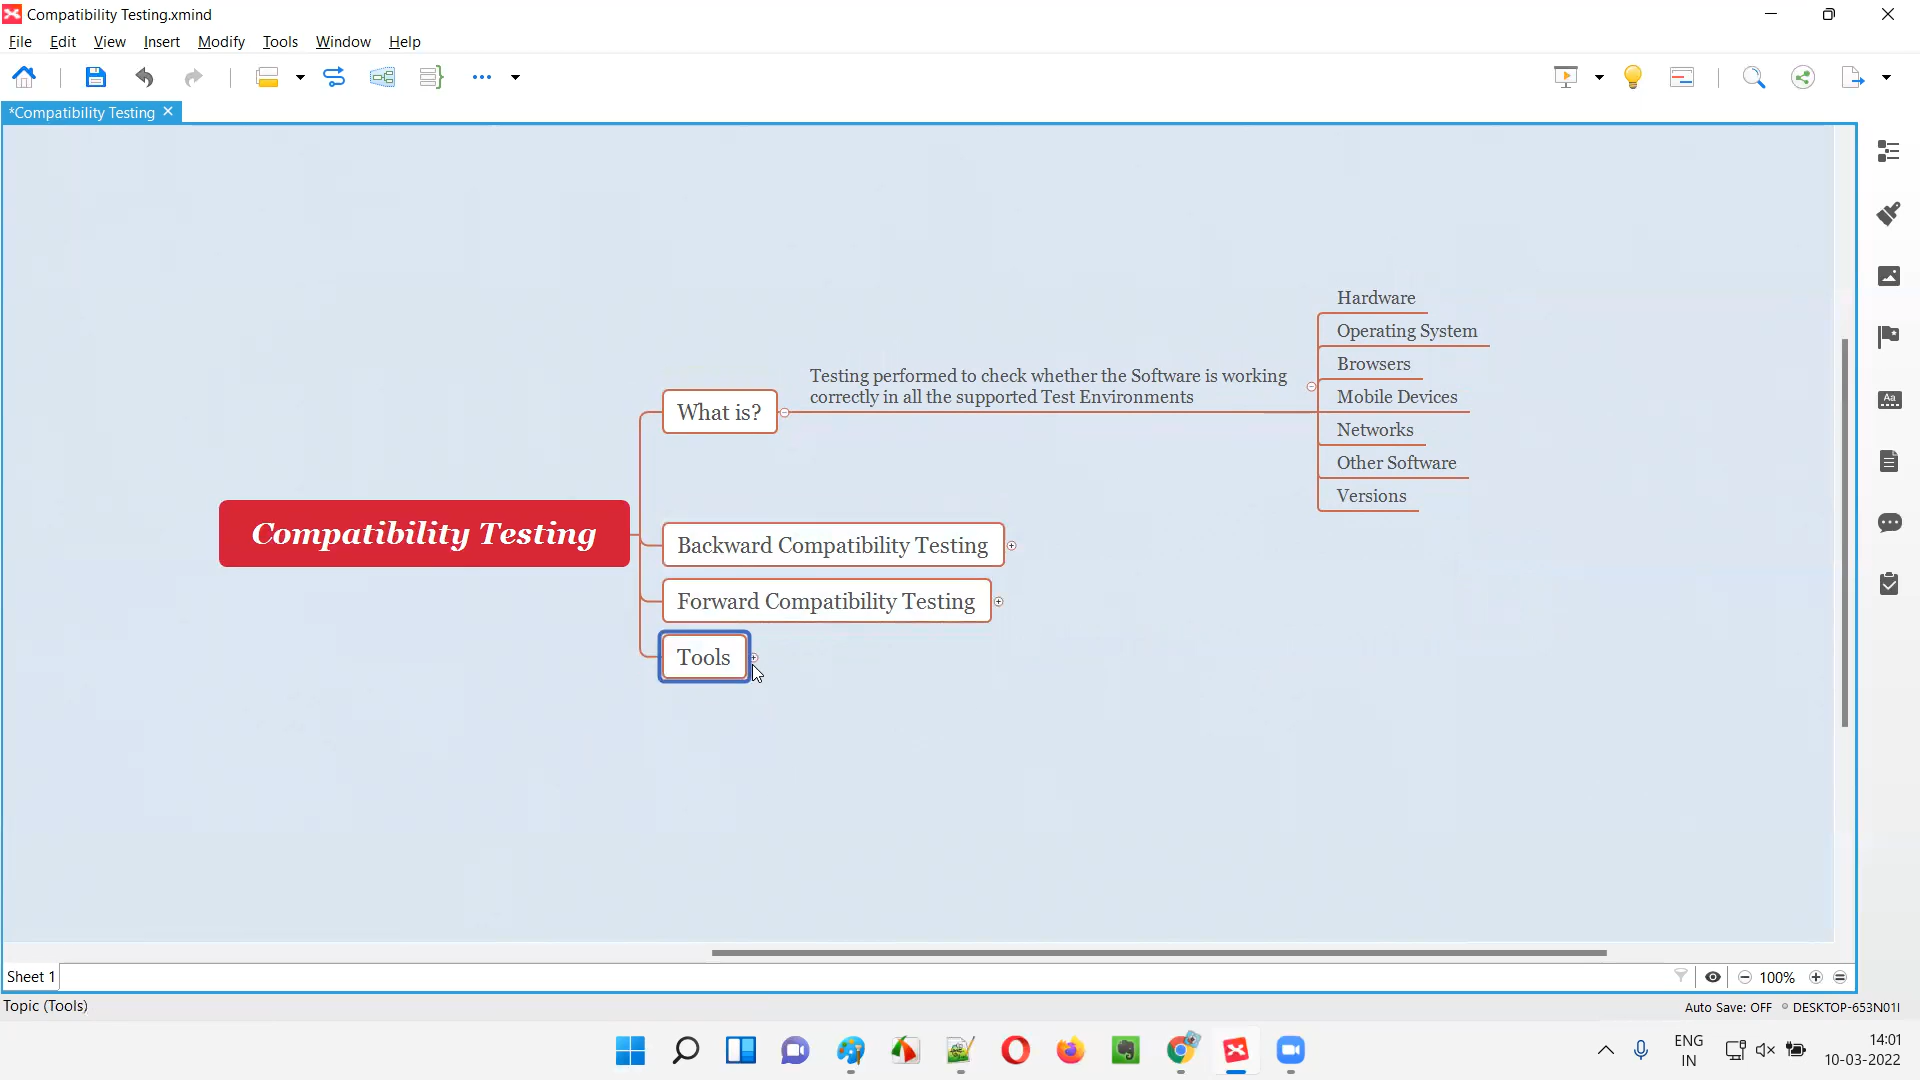 Compatibility Testing.xmind
File Edit View Insert Modify Tools Window Help
*Compatibility Testing
Hardware
Operating System
Browsers
Mobile Devices
Networks
Other Software
Versions
Testing performed to check whether the Software is working
correctly in all the supported Test Environments
What is?
Compatibility Testing
Backward Compatibility Testing
Forward Compatibility Testing
Tools
Aa
Sheet 1
100%
Topic (Tools)
Auto Save: OFF
DESKTOP-653N01I
ENG
IN
14:01
10-03-2022